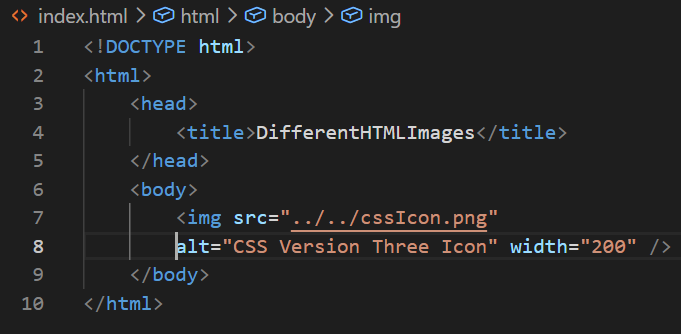 index.html > html > body > img
1 <!DOCTYPE html>
2 <html>
3 <head>
4 <title>DifferentHTMLImages</title>
5 </head>
6 <body>
7 <img src="../../cssIcon.png"
8 alt="CSS Version Three Icon" width="200" />
9 </body>
10 </html>